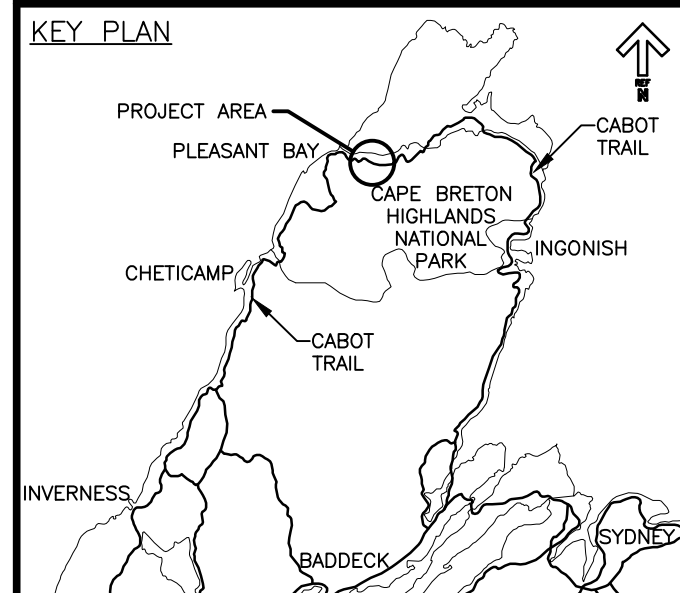 KEY PLAN
REF
N
PROJECT AREA
PLEASANT BAY
CABOT
TRAIL
CAPE BRETON
HIGHLANDS
NATIONAL
PARK
INGONISH
CHETICAMP
CABOT
TRAIL
INVERNESS
BADDECK
SYDNEY